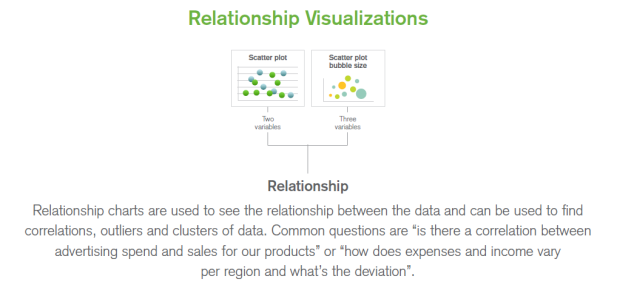 Relationship Visualizations
Scatter plot
Scatter plot
bubble size
Two
variables
Three
variables
Relationship
Relationship charts are used to see the relationship between the data and can be used to find
correlations, outliers and clusters of data. Common questions are “is there a correlation between
advertising spend and sales for our products” or “how does expenses and income vary
per region and what’s the deviation”.